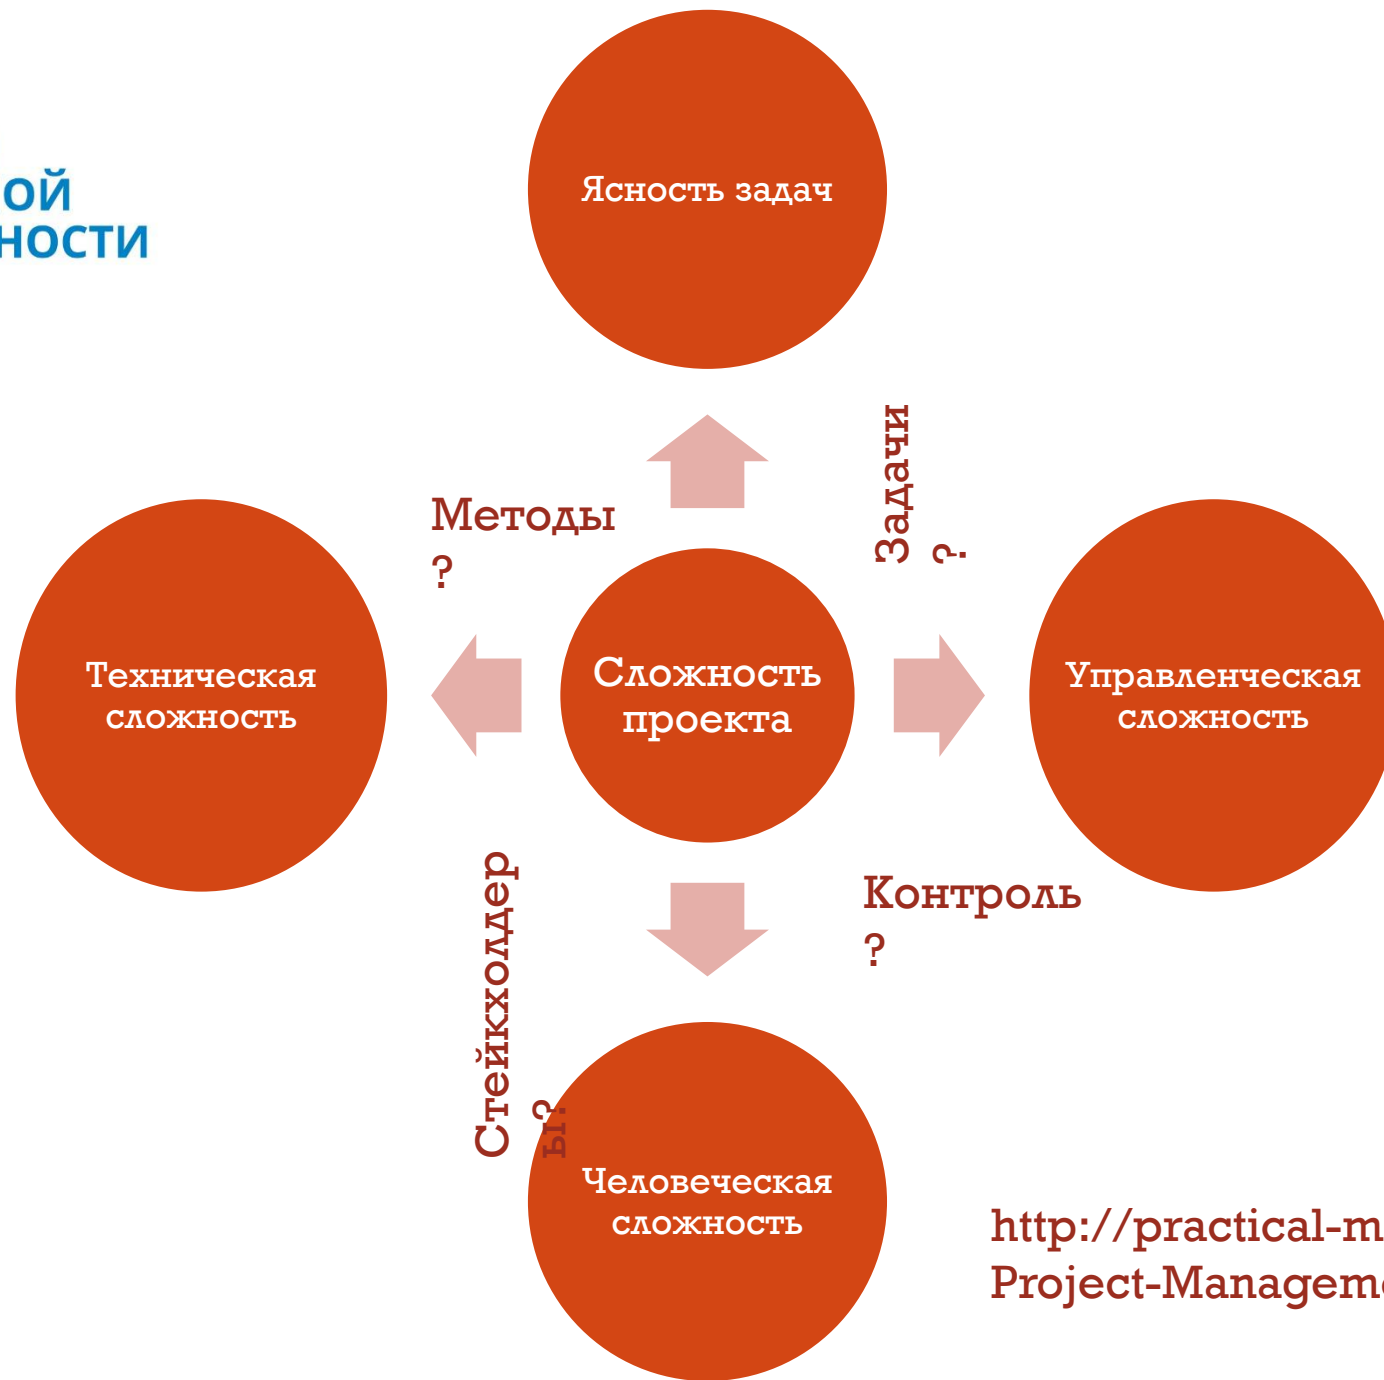 ой
ности
Ясность задач
Методы
?
Задачи
?
Техническая
сложность
Сложность
проекта
Управленческая
сложность
Стейкхолдер
ы?
Контроль
?
Человеческая
сложность
http://practical-m
Project-Managem